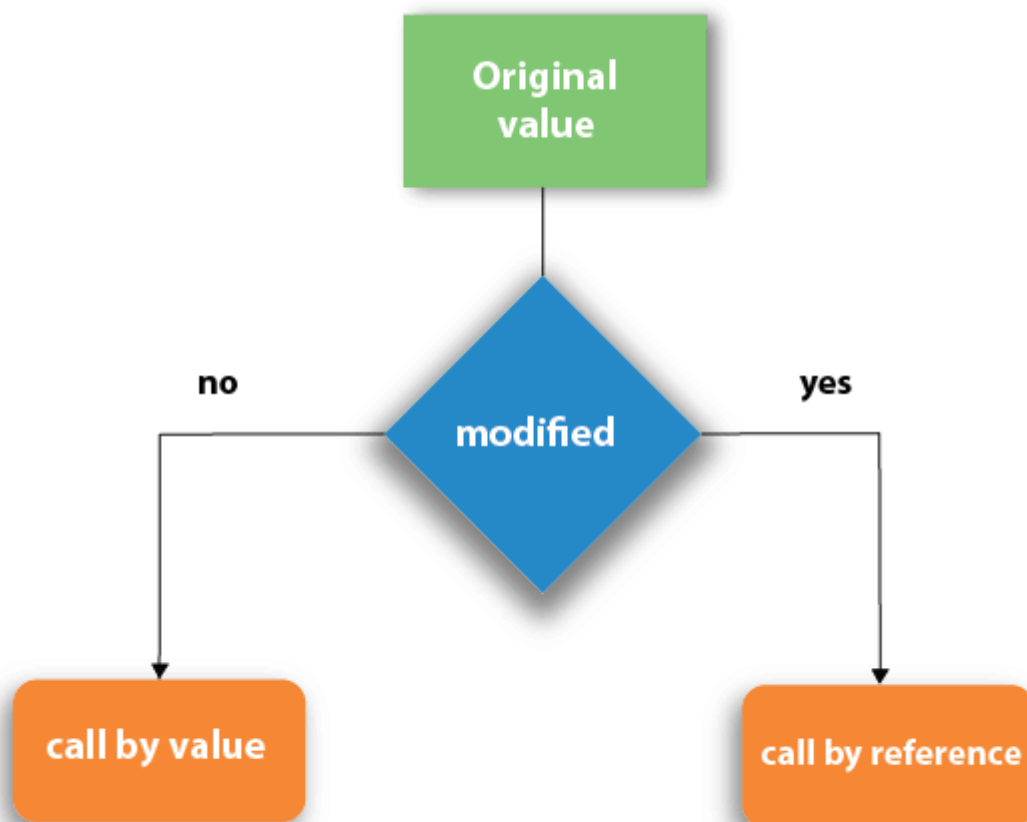 Original
value
no
yes
modified
call by value
call by reference